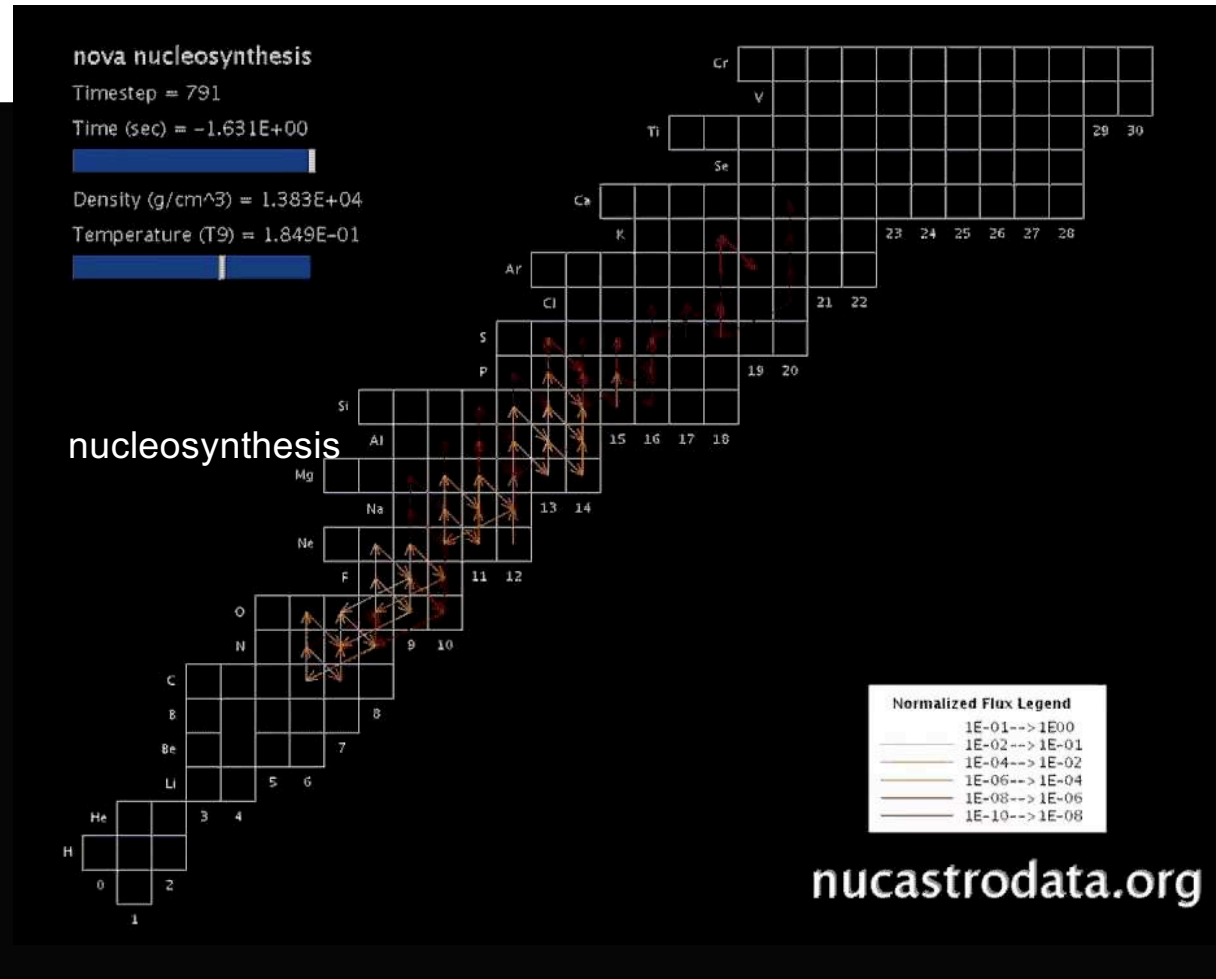 nova nucleosynthesis
Timestep = 791
Time (sec) = -1.631E+00
Density (g/cm^3) = 1.383E+04
Temperature (T9) = 1.849E-01
Cr
V
Ti
29 30
Se
Ca
K
23 24 25 26 27 28
Ar
Cl
21 22
S
P
19 20
Si
Al
15 16 17 18
nucleosynthesis
Mg
Na
13 14
Ne
F
11 12
O
N
9 10
C
B
8
Be
7
Li
5 6
He
3 4
H
0
2
1
Normalized Flux Legend
1E-01-->1E00
1E-02-->1E-01
1E-04-->1E-02
1E-06-->1E-04
1E-08-->1E-06
1E-10-->1E-08
nucastrodata.org